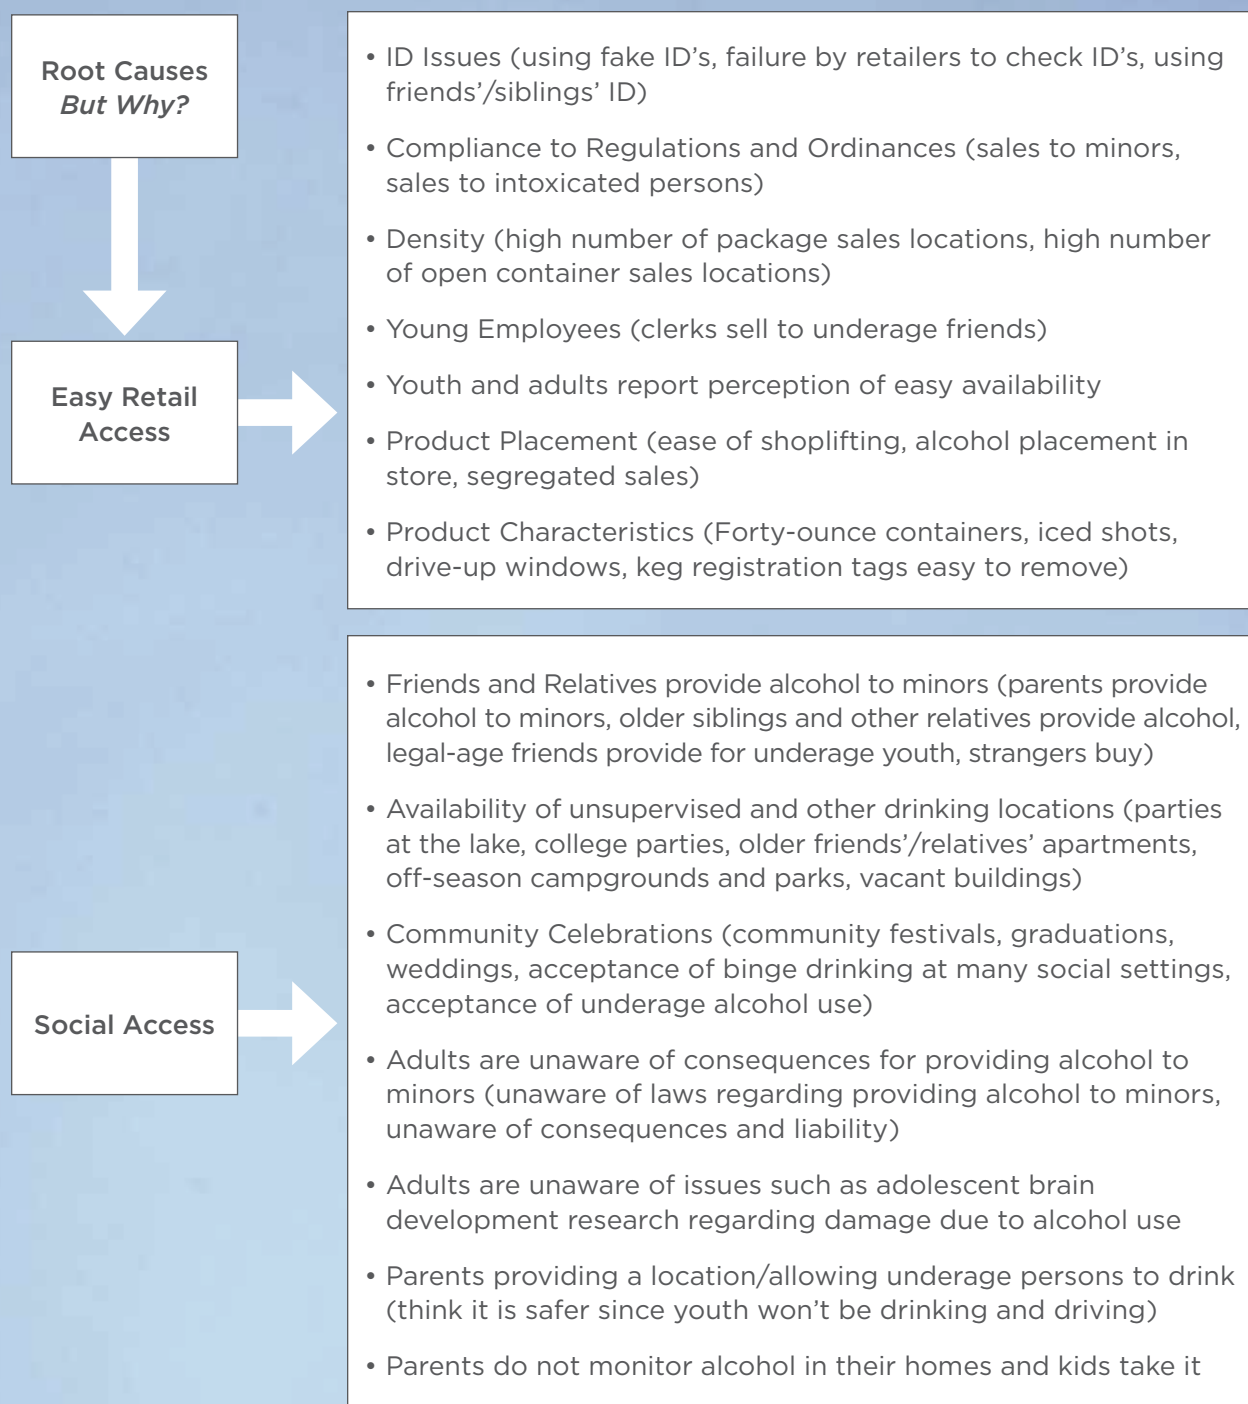 Root Causes
But Why?
• ID Issues (using fake ID’s, failure by retailers to check ID’s, using
friends’/siblings’ ID)
• Compliance to Regulations and Ordinances (sales to minors,
sales to intoxicated persons)
• Density (high number of package sales locations, high number
of open container sales locations)
• Young Employees (clerks sell to underage friends)
• Youth and adults report perception of easy availability
• Product Placement (ease of shoplifting, alcohol placement in
store, segregated sales)
• Product Characteristics (Forty-ounce containers, iced shots,
drive-up windows, keg registration tags easy to remove)
Easy Retail
Access
• Friends and Relatives provide alcohol to minors (parents provide
alcohol to minors, older siblings and other relatives provide alcohol,
legal-age friends provide for underage youth, strangers buy)
• Availability of unsupervised and other drinking locations (parties
at the lake, college parties, older friends’/relatives’ apartments,
off-season campgrounds and parks, vacant buildings)
• Community Celebrations (community festivals, graduations,
weddings, acceptance of binge drinking at many social settings,
acceptance of underage alcohol use)
• Adults are unaware of consequences for providing alcohol to
minors (unaware of laws regarding providing alcohol to minors,
unaware of consequences and liability)
• Adults are unaware of issues such as adolescent brain
development research regarding damage due to alcohol use
• Parents providing a location/allowing underage persons to drink
(think it is safer since youth won’t be drinking and driving)
• Parents do not monitor alcohol in their homes and kids take it
Social Access